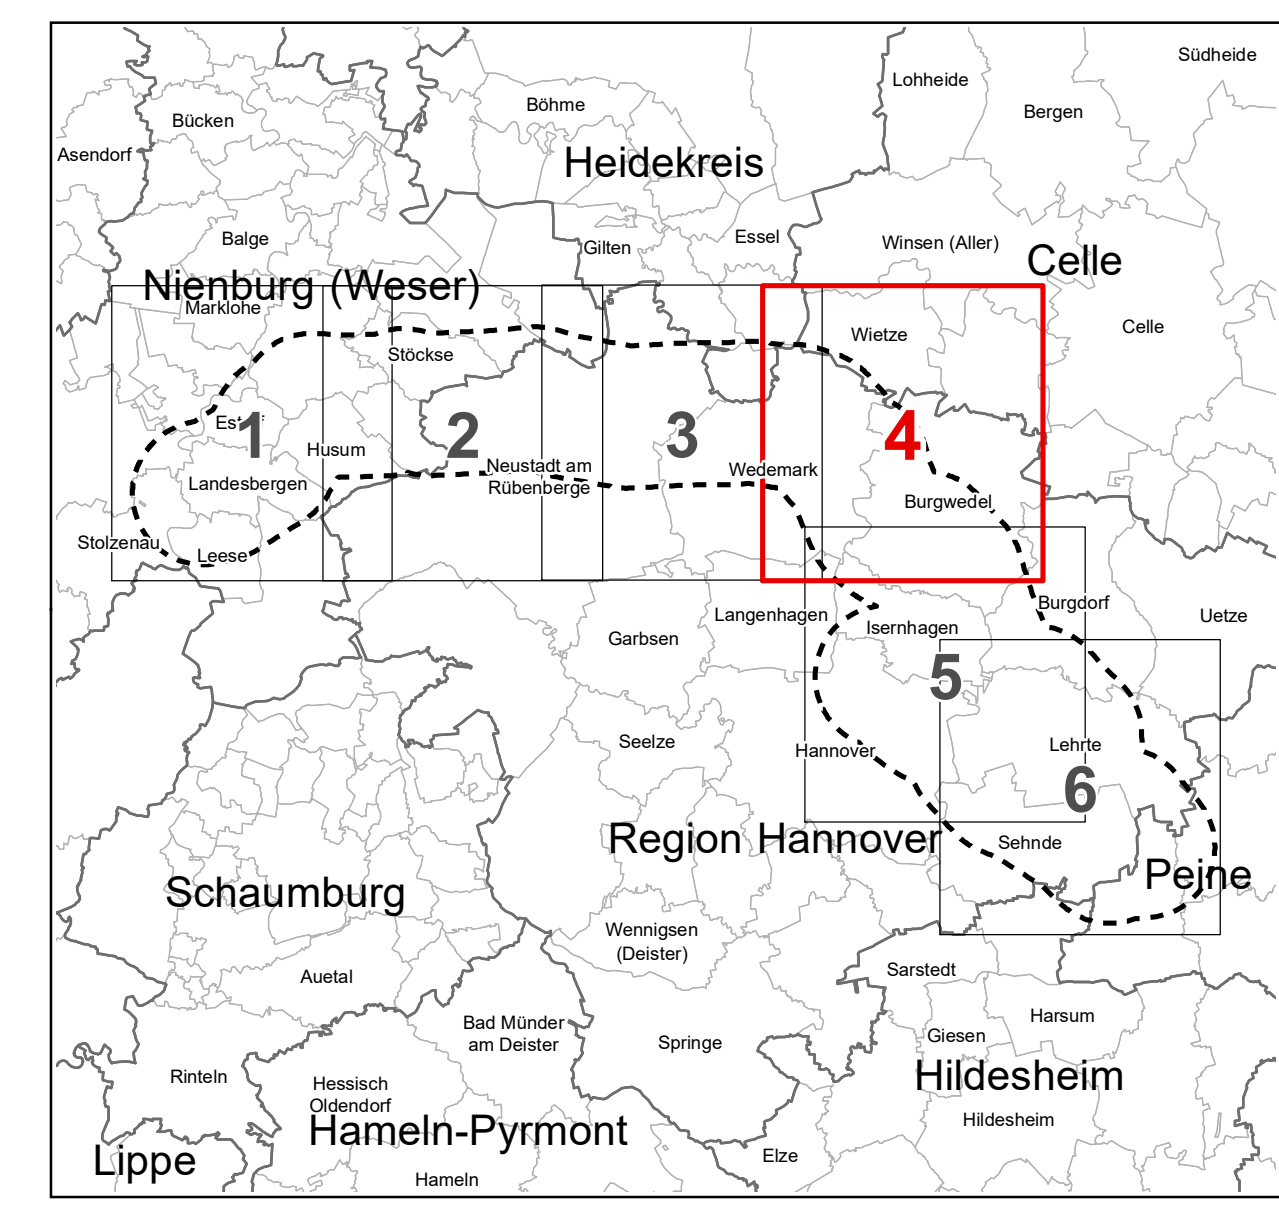 Südheide
Lohheide
Böhme
Bergen
Bücken
Asendorf
Heidekreis
Balge
Gilten
Essel
Winsen (Aller)
Celle
Nienburg (Weser)
Marklohe
Celle
Wietze
Stöckse
1
2
3
4
Husum
Neustadt am
Rübenberge
Wedemark
Landesbergen
Burgwedel
Stolzenau
Leese
Burgdorf
Langenhagen
Uetze
Isernhagen
Garbsen
5
Seelze
Hannover
Lehrte
6
Region Hannover
Sehnde
Peine
Schaumburg
Wennigsen
(Deister)
Sarstedt
Auetal
Harsum
Bad Münder
am Deister
Giesen
Springe
Rinteln
Hildesheim
Hessisch
Oldendorf
Hildesheim
Hameln-Pyrmont
Lippe
Elze
Hameln